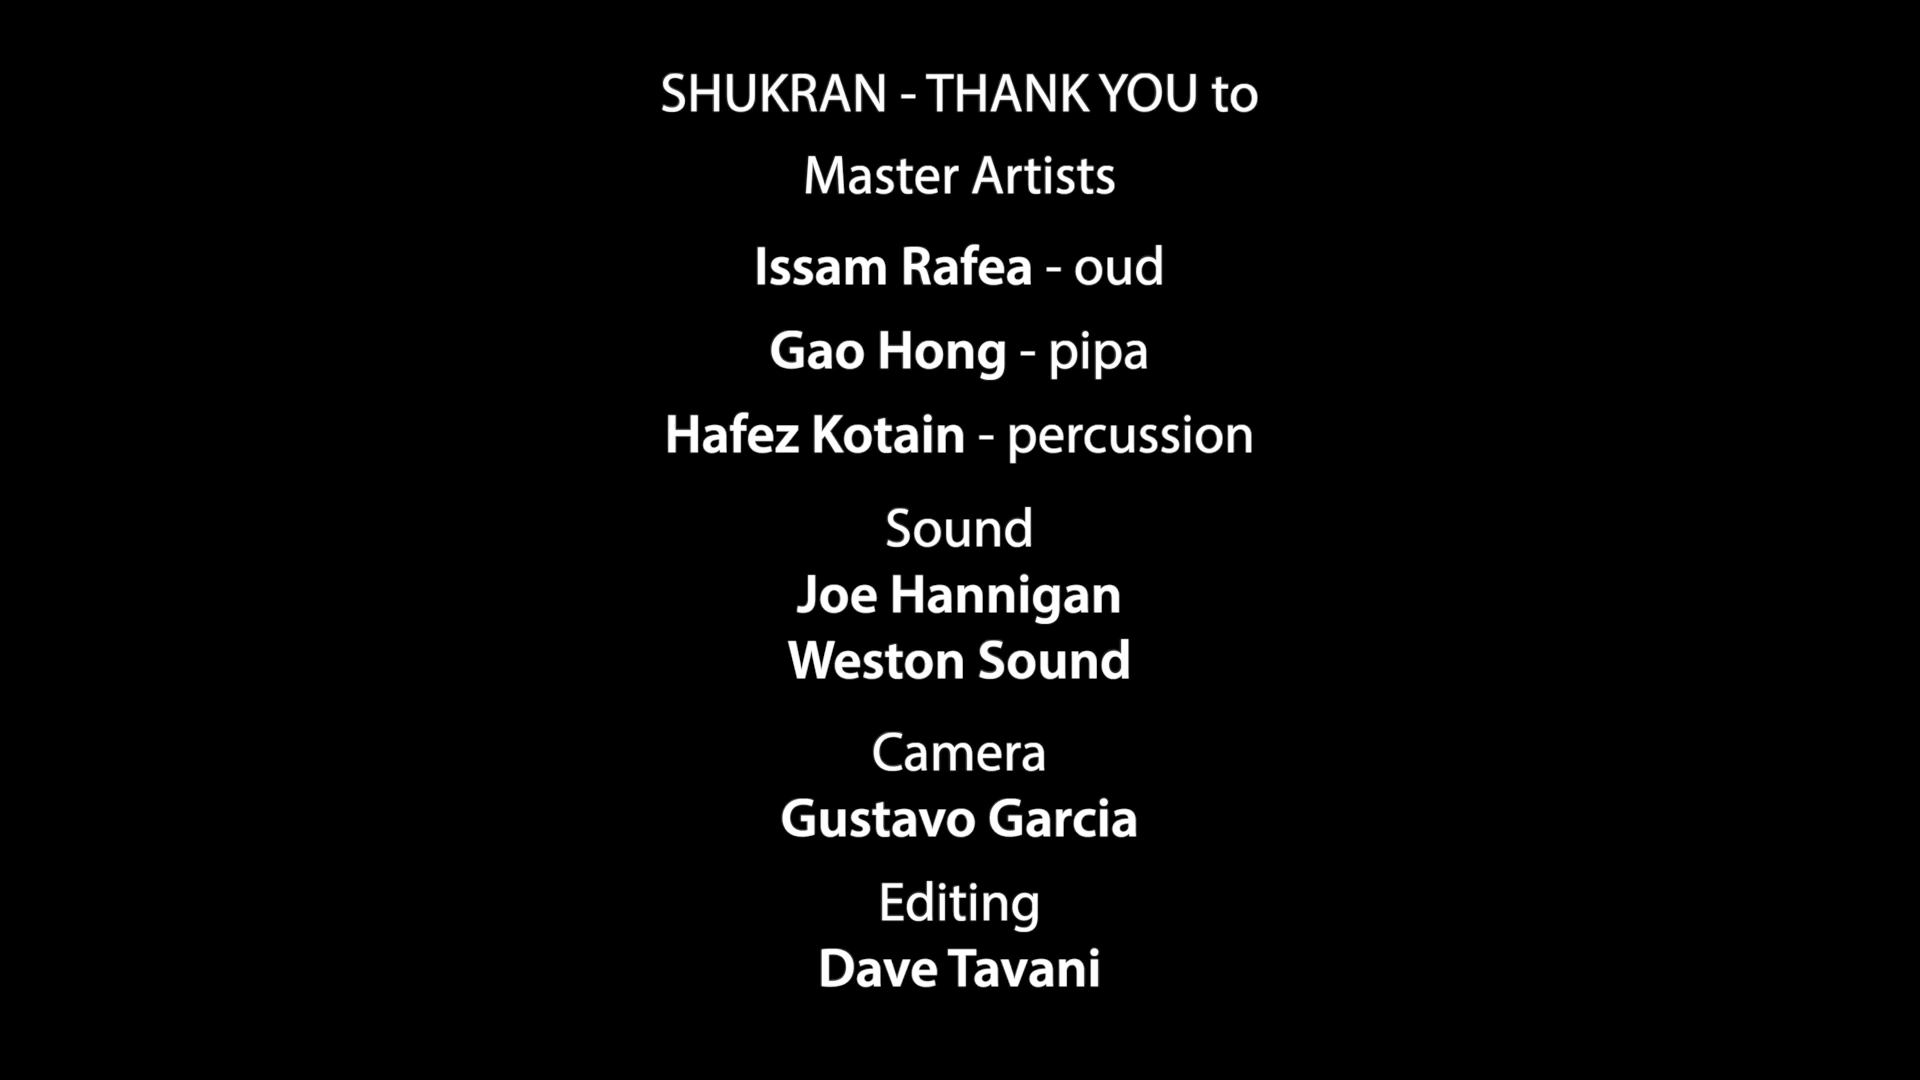 SHUKRAN - THANK YOU to
Master Artists
Issam Rafea - oud
Gao Hong - pipa
Hafez Kotain - percussion
Sound
Joe Hannigan
Weston Sound
Camera
Gustavo Garcia
Editing
Dave Tavani